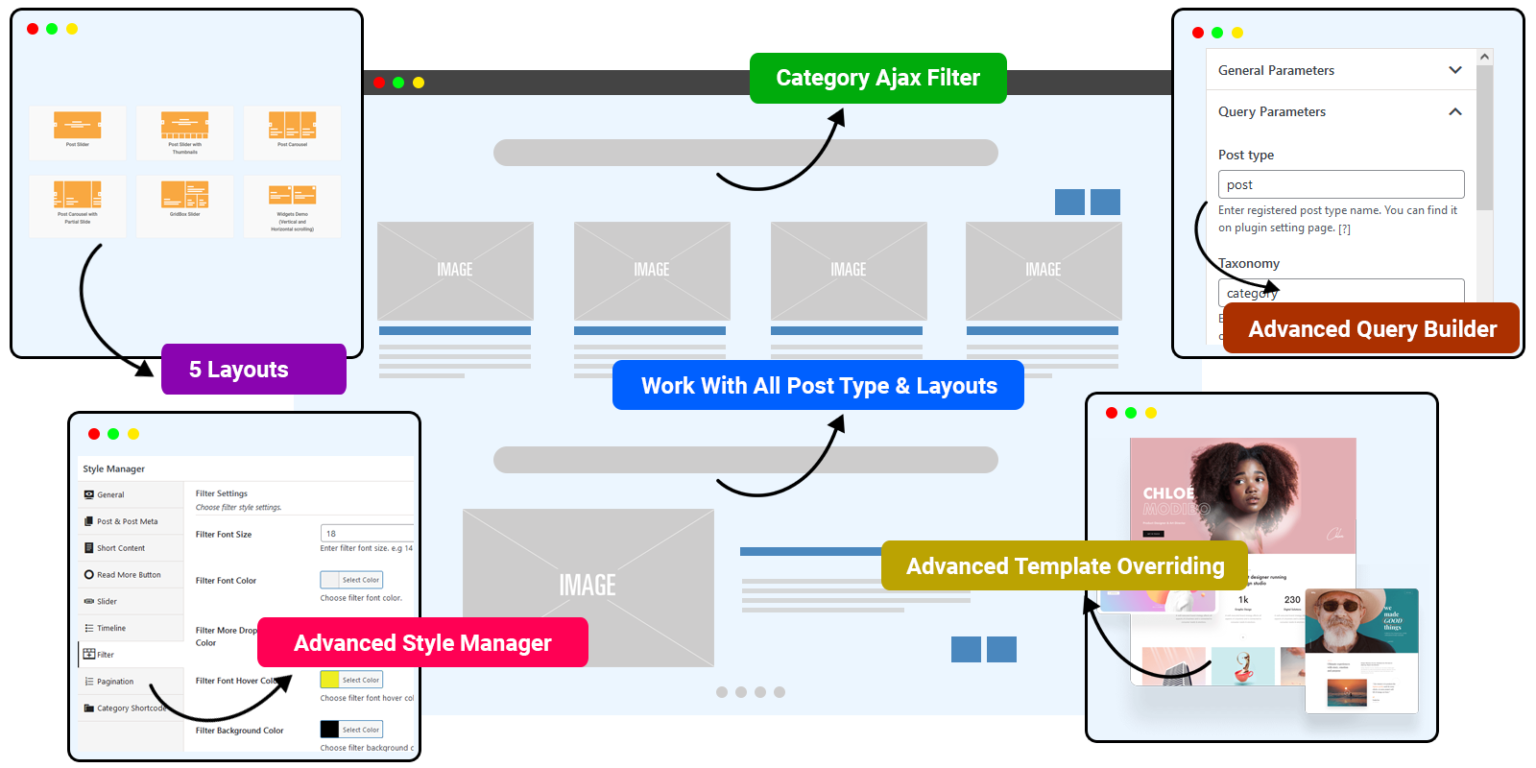 Post Slider
Post Slider with
Thumbnails
Post Carousel
Post Carousel with
Partial Slide
GridBox Slider
Widgets Demo
(Vertical and
Horizontal scrolling)
5 Layouts
Category Ajax Filter
IMAGE
IMAGE
IMAGE
IMAGE
Work With All Post Type & Layouts
IMAGE
General Parameters
Query Parameters
Post type
post
Enter registered post type name. You can find it
on plugin setting page. [?]
Taxonomy
category
Advanced Query Builder
Style Manager
General
Post & Post Meta
Short Content
Read More Button
Slider
Timeline
Filter
Pagination
Category Shortcode
Filter Settings
Choose filter style settings.
Filter Font Size
18
Enter filter font size. e.g 14
Filter Font Color
Select Color
Choose filter font color.
Filter More Drop
Color
Advanced Style Manager
Filter Font Hover Color
Select Color
Choose filter font hover col
Filter Background Color
Select Color
Choose filter background c
CHLOE
MODIBO
Advanced Template Overriding
designer running
studio
1k
230
we
made
GOOD
things